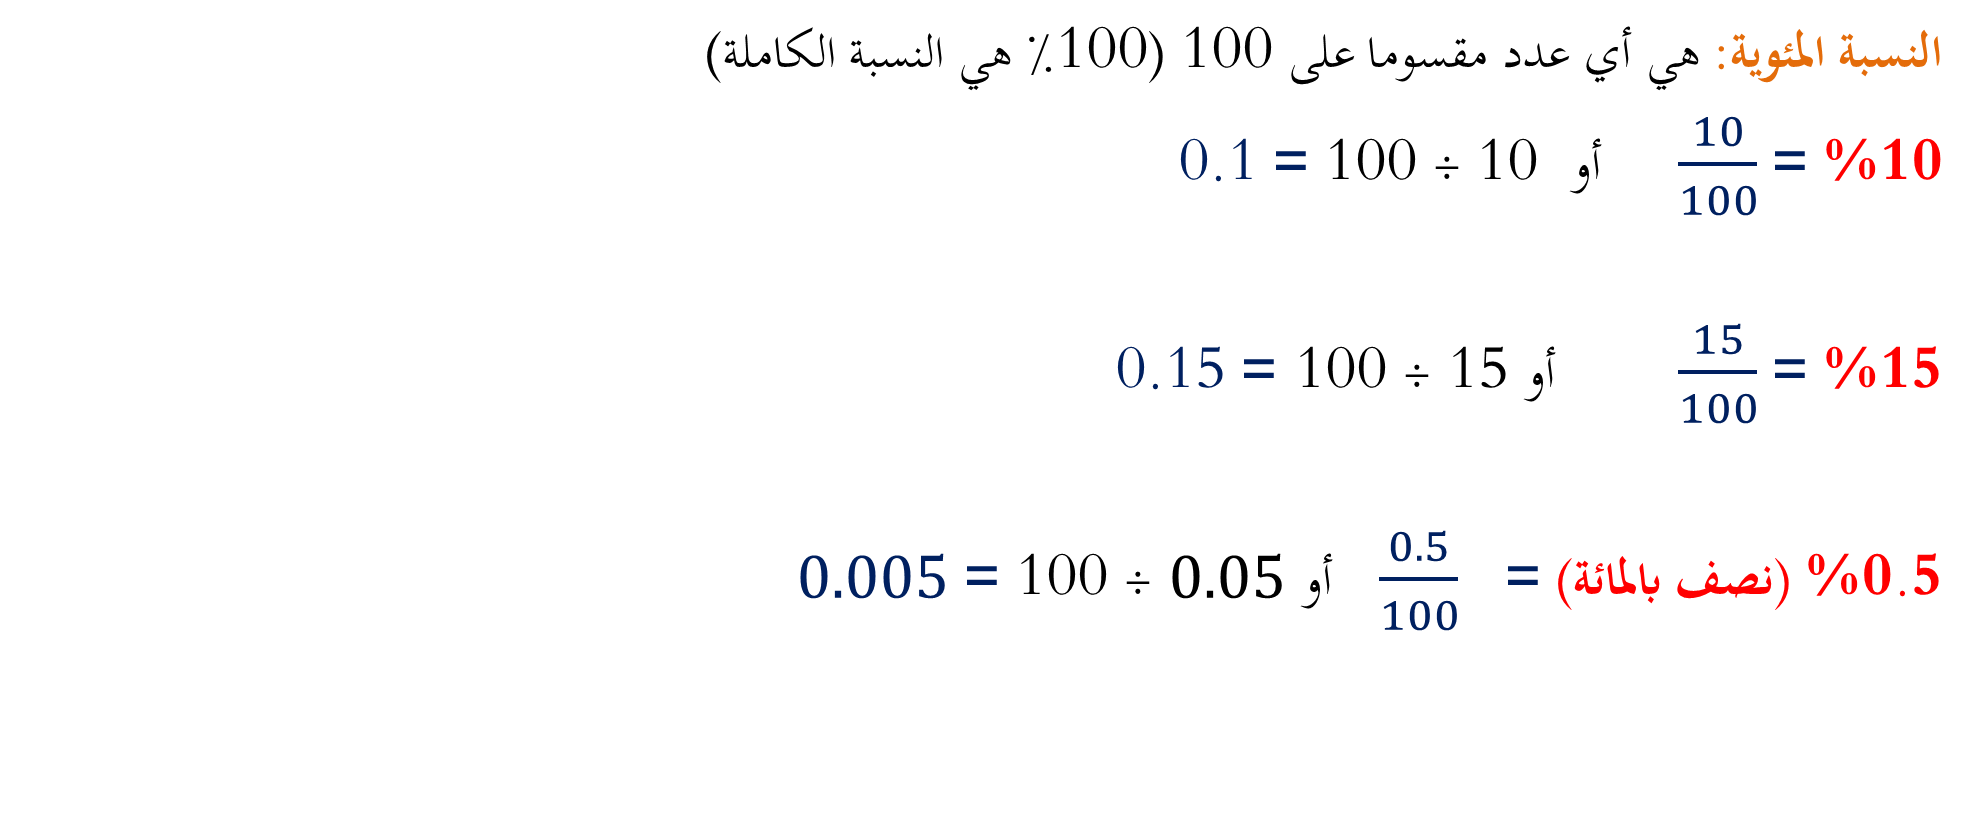 النسبة المئوية: هي أي عدد مقسوما على 100 (100٪ هي النسبة الكاملة)
%10 = 10/100 أو 10 ÷ 100 = 0.1
%15 = 15/100 أو 15 ÷ 100 = 0.15
%0.5 (نصف بالمائة) = 0.5/100 أو 0.05 ÷ 100 = 0.005